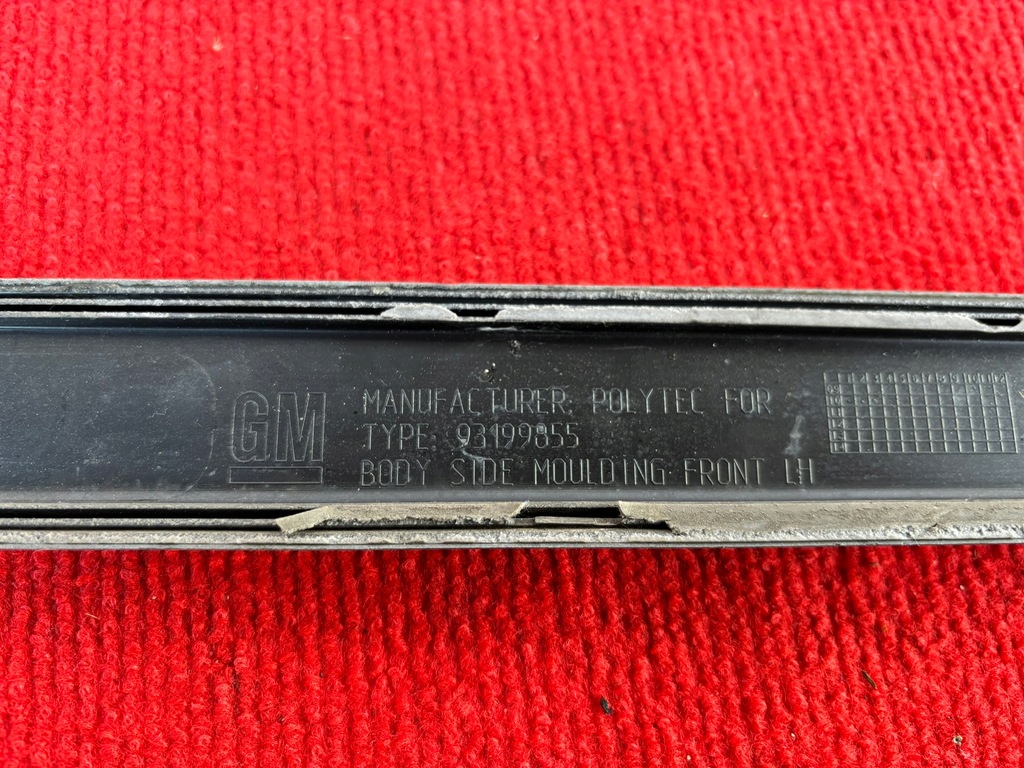 GM
MANUFACTURER: POLYTEC FOR
TYPE: 93199855
BODY SIDE MOULDING FRONT LH